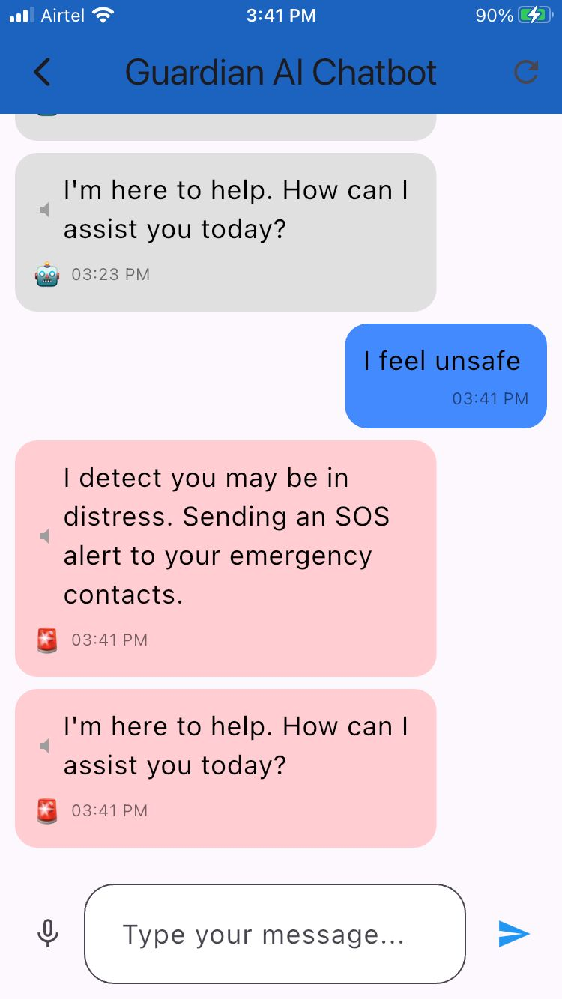 Airtel 3:41 PM 90%
Guardian AI Chatbot
I'm here to help. How can I
assist you today?
03:23 PM
I feel unsafe
03:41 PM
I detect you may be in
distress. Sending an SOS
alert to your emergency
contacts.
03:41 PM
I'm here to help. How can I
assist you today?
03:41 PM
Type your message...